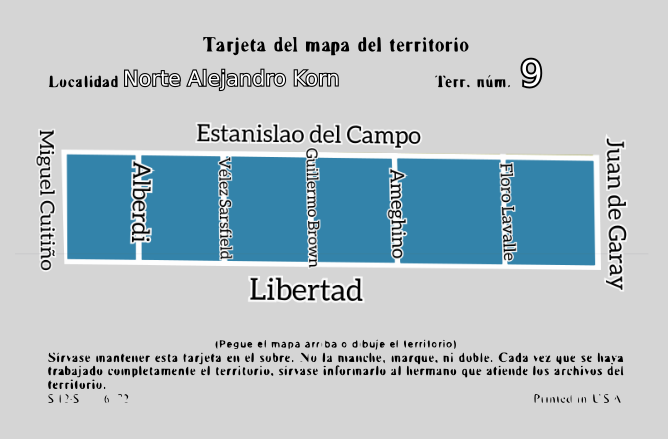 Tarjeta del mapa del territorio
Localidad Norte Alejandro Korn Terr. núm. 9
Estanislao del Campo
Miguel Cuitiño
Alberdi
Vélez Sarsfield
Guillermo Brown
Ameghino
Floro Lavalle
Juan de Garay
Libertad
(Pegue el mapa arriba o dibuje el territorio)
Sírvase mantener esta tarjeta en el sobre. No la manche, marque, ni doble. Cada vez que se haya
trabajado completamente el territorio, sírvase informarlo al hermano que atiende los archivos del
territorio.
S-12-S 6-72 Printed in U.S.A.